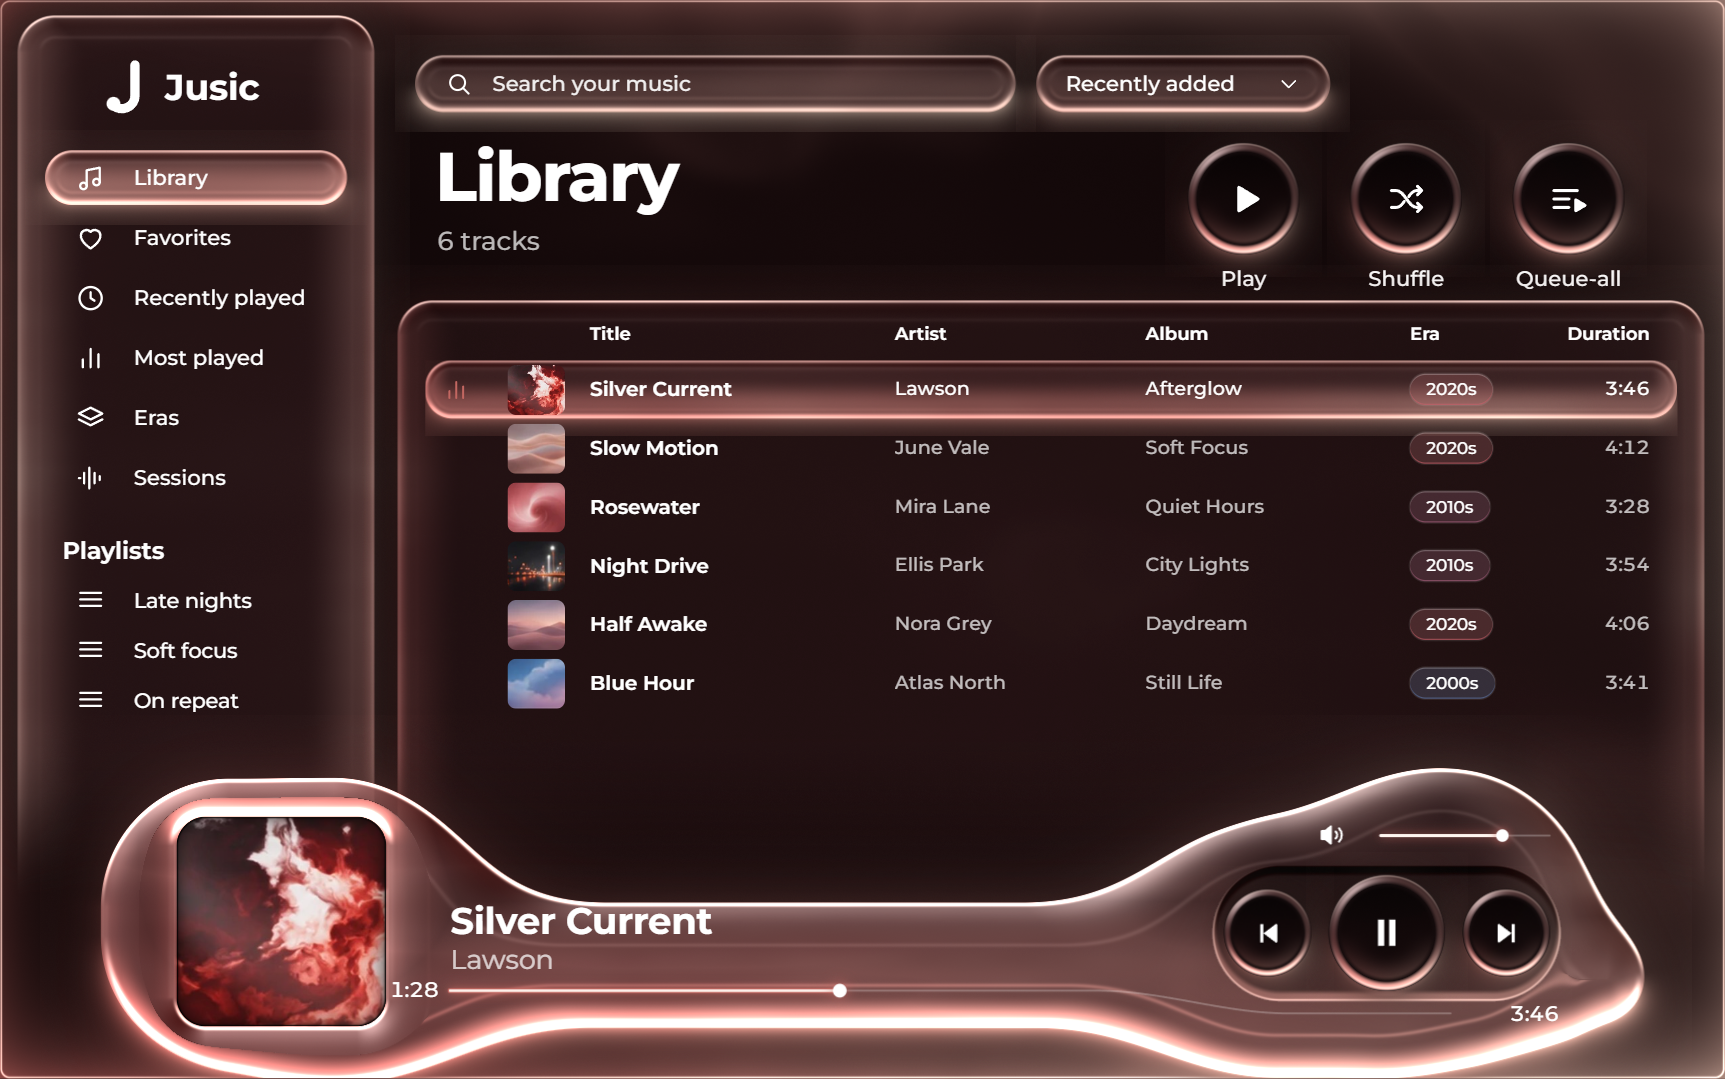 Jusic
Library
Favorites
Recently played
Most played
Eras
Sessions
Playlists
Late nights
Soft focus
On repeat
Search your music
Recently added
Library
6 tracks
Play
Shuffle
Queue-all
Title Artist Album Era Duration
Silver Current Lawson Afterglow 2020s 3:46
Slow Motion June Vale Soft Focus 2020s 4:12
Rosewater Mira Lane Quiet Hours 2010s 3:28
Night Drive Ellis Park City Lights 2010s 3:54
Half Awake Nora Grey Daydream 2020s 4:06
Blue Hour Atlas North Still Life 2000s 3:41
Silver Current
Lawson
1:28
3:46